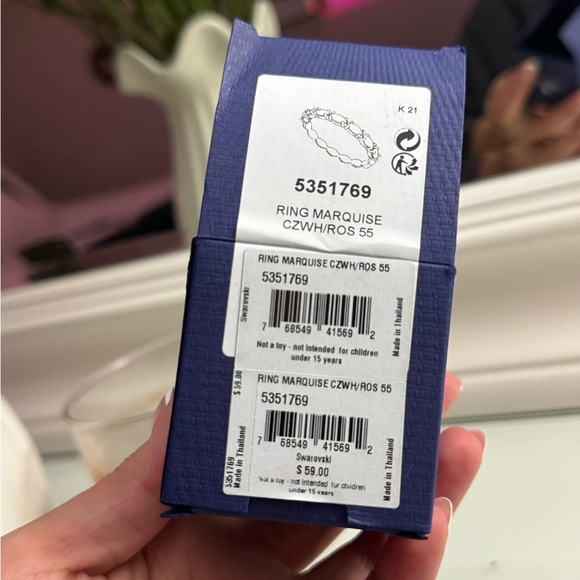 K 21
5351769
RING MARQUISE
CZWH/ROS 55
RING MARQUISE CZWH/ROS 55
5351769
Swarovski
7 68549 41569 2
Made in Thailand
Not a toy - not intended for children
under 15 years
$ 59.00
RING MARQUISE CZWH/ROS 55
5351769
7 68549 41569 2
Swarovski
$ 59.00
Not a toy - not intended for children
under 15 years
Made in Thailand
5351769
Made in Thailand